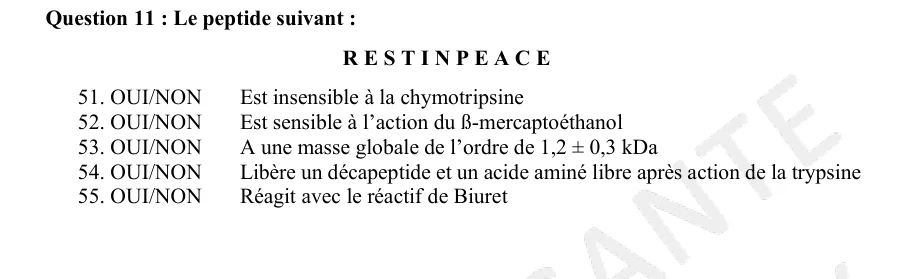 Question 11 : Le peptide suivant :
R E S T I N P E A C E
51. OUI/NON Est insensible à la chymotripsine
52. OUI/NON Est sensible à l'action du ß-mercaptoéthanol
53. OUI/NON A une masse globale de l'ordre de 1,2 ± 0,3 kDa
54. OUI/NON Libère un décapeptide et un acide aminé libre après action de la trypsine
55. OUI/NON Réagit avec le réactif de Biuret
SANTE